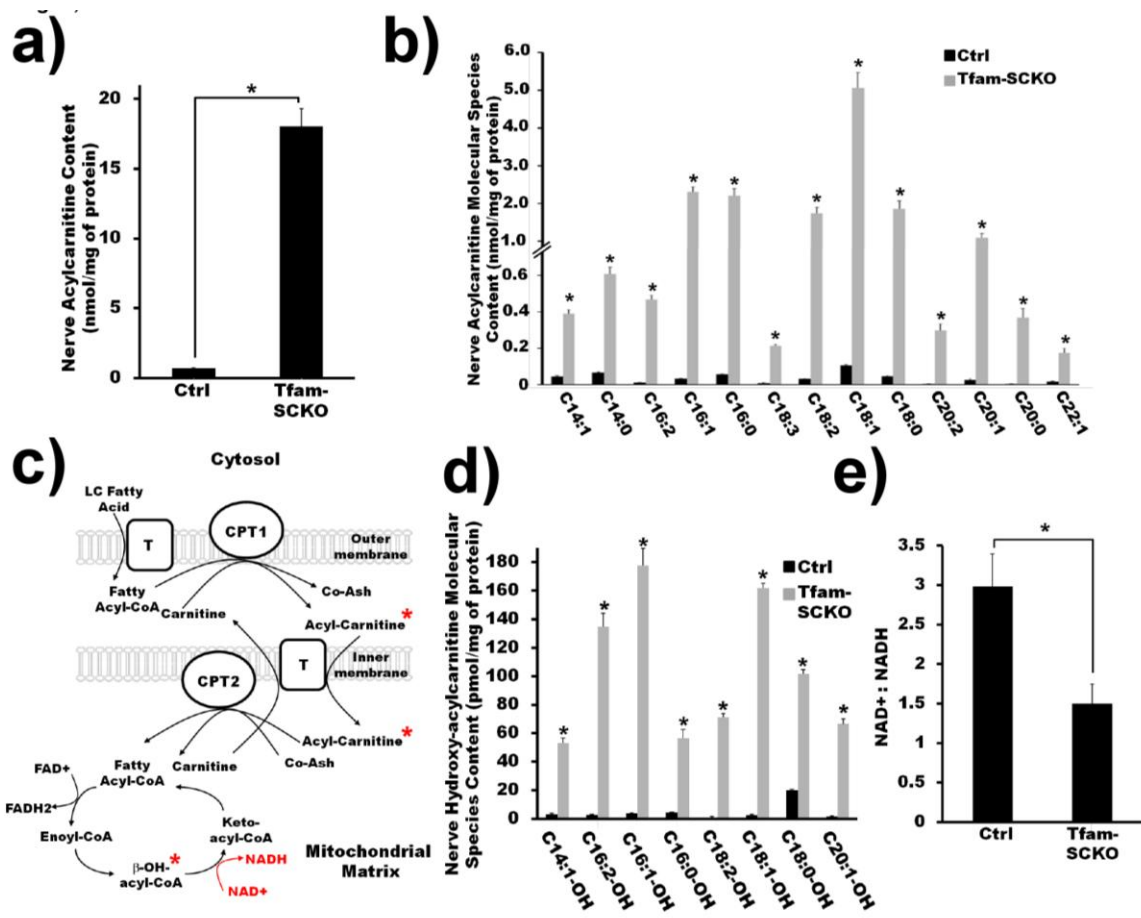 a)
Nerve Acylcarnitine Content
(nmol/mg of protein)
20
15
10
5
0
*
Ctrl
Tfam-
SCKO
b)
Nerve Acylcarnitine Molecular Species
Content (nmol/mg of protein)
6.0
5.0
4.0
3.0
2.0
1.0
0.6
0.4
0.2
0
Ctrl
Tfam-SCKO
* * * * * * * * * * * * *
C14:1
C14:0
C16:2
C16:1
C16:0
C18:3
C18:2
C18:1
C18:0
C20:2
C20:1
C20:0
C22:1
c)
Cytosol
LC Fatty
Acid
T
CPT1
Outer
membrane
Fatty
Acyl-CoA
Carnitine
Co-Ash
Acyl-Carnitine*
T
Inner
membrane
CPT2
Acyl-Carnitine*
Co-Ash
Carnitine
Fatty
Acyl-CoA
FAD+
FADH2
Enoyl-CoA
β-OH-*
acyl-CoA
Keto-
acyl-CoA
NADH
NAD+
Mitochondrial
Matrix
d)
Nerve Hydroxy-acylcarnitine Molecular
Species Content (pmol/mg of protein)
180
160
140
120
100
80
60
40
20
0
Ctrl
Tfam-
SCKO
* * * * * * * *
C14:1-OH
C16:2-OH
C16:1-OH
C16:0-OH
C18:2-OH
C18:1-OH
C18:0-OH
C20:1-OH
e)
NAD+ : NADH
3.5
3
2.5
2
1.5
1
0.5
0
*
Ctrl
Tfam-
SCKO